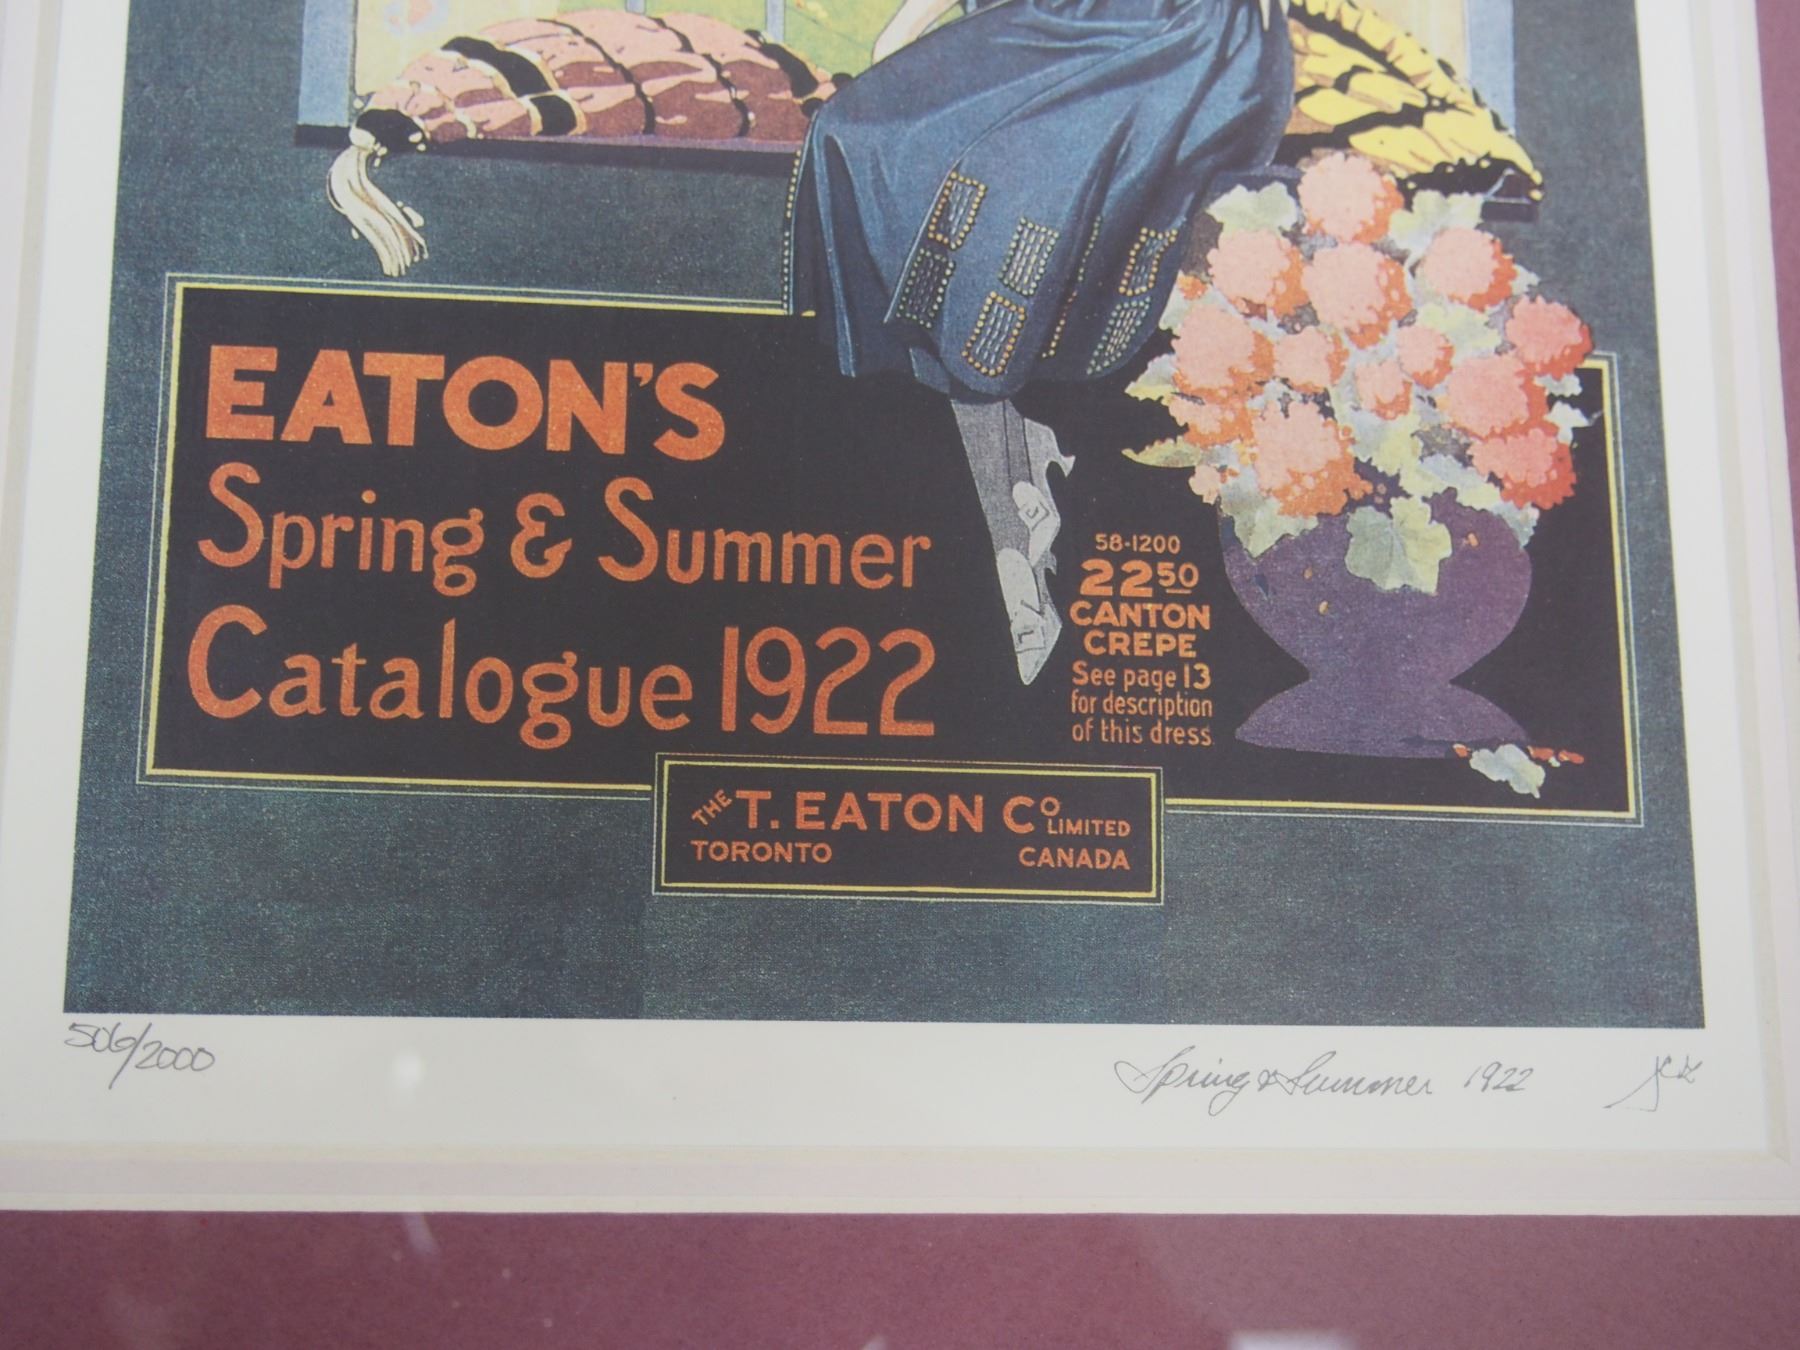 EATON'S
Spring & Summer
Catalogue 1922
58-1200
22 50
CANTON
CREPE
See page 13
for description
of this dress
THE T. EATON Co LIMITED
TORONTO CANADA
506/2000
Spring & Summer 1922